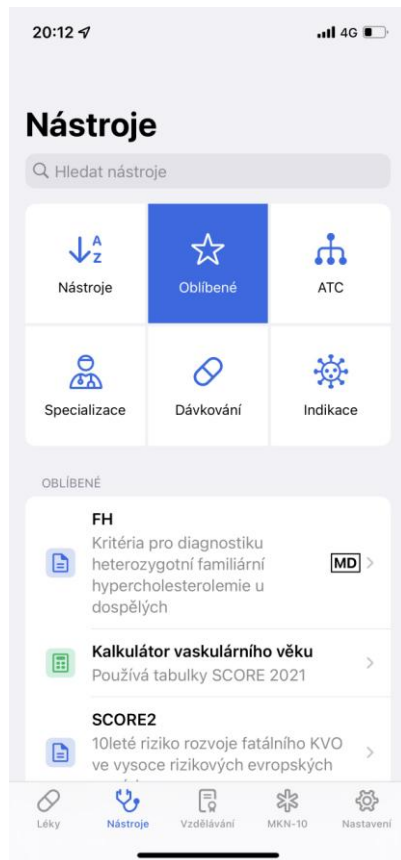 20:12
4G
Nástroje
Hledat nástroje
A
Z
Nástroje
Oblíbené
ATC
Specializace
Dávkování
Indikace
OBLÍBENÉ
FH
Kritéria pro diagnostiku
heterozygotní familiární
hypercholesterolemie u
dospělých
MD
Kalkulátor vaskulárního věku
Používá tabulky SCORE 2021
SCORE2
10leté riziko rozvoje fatálního KVO
ve vysoce rizikových evropských
Léky
Nástroje
Vzdělávání
MKN-10
Nastavení